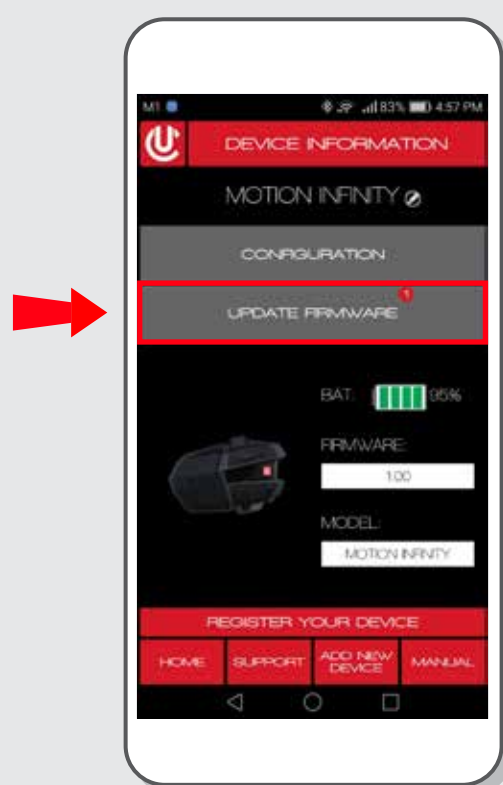 M1 83% 4:57 PM
DEVICE INFORMATION
MOTION INFINITY
CONFIGURATION
1
UPDATE FIRMWARE
BAT: 95%
FIRMWARE:
1.00
MODEL:
MOTION INFINITY
REGISTER YOUR DEVICE
HOME SUPPORT ADD NEW DEVICE MANUAL